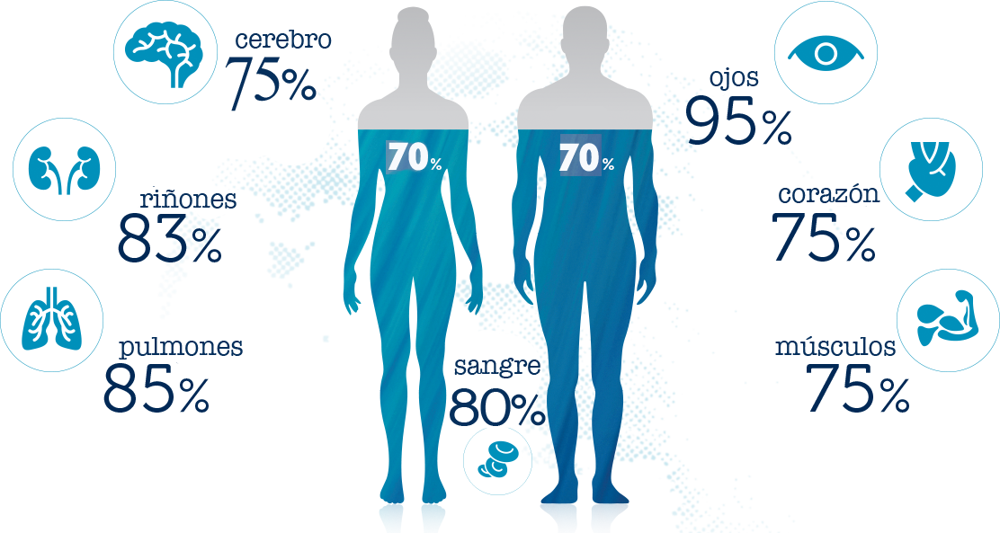 cerebro
75%
ojos
95%
70%
70%
riñones
83%
corazón
75%
pulmones
85%
sangre
80%
músculos
75%